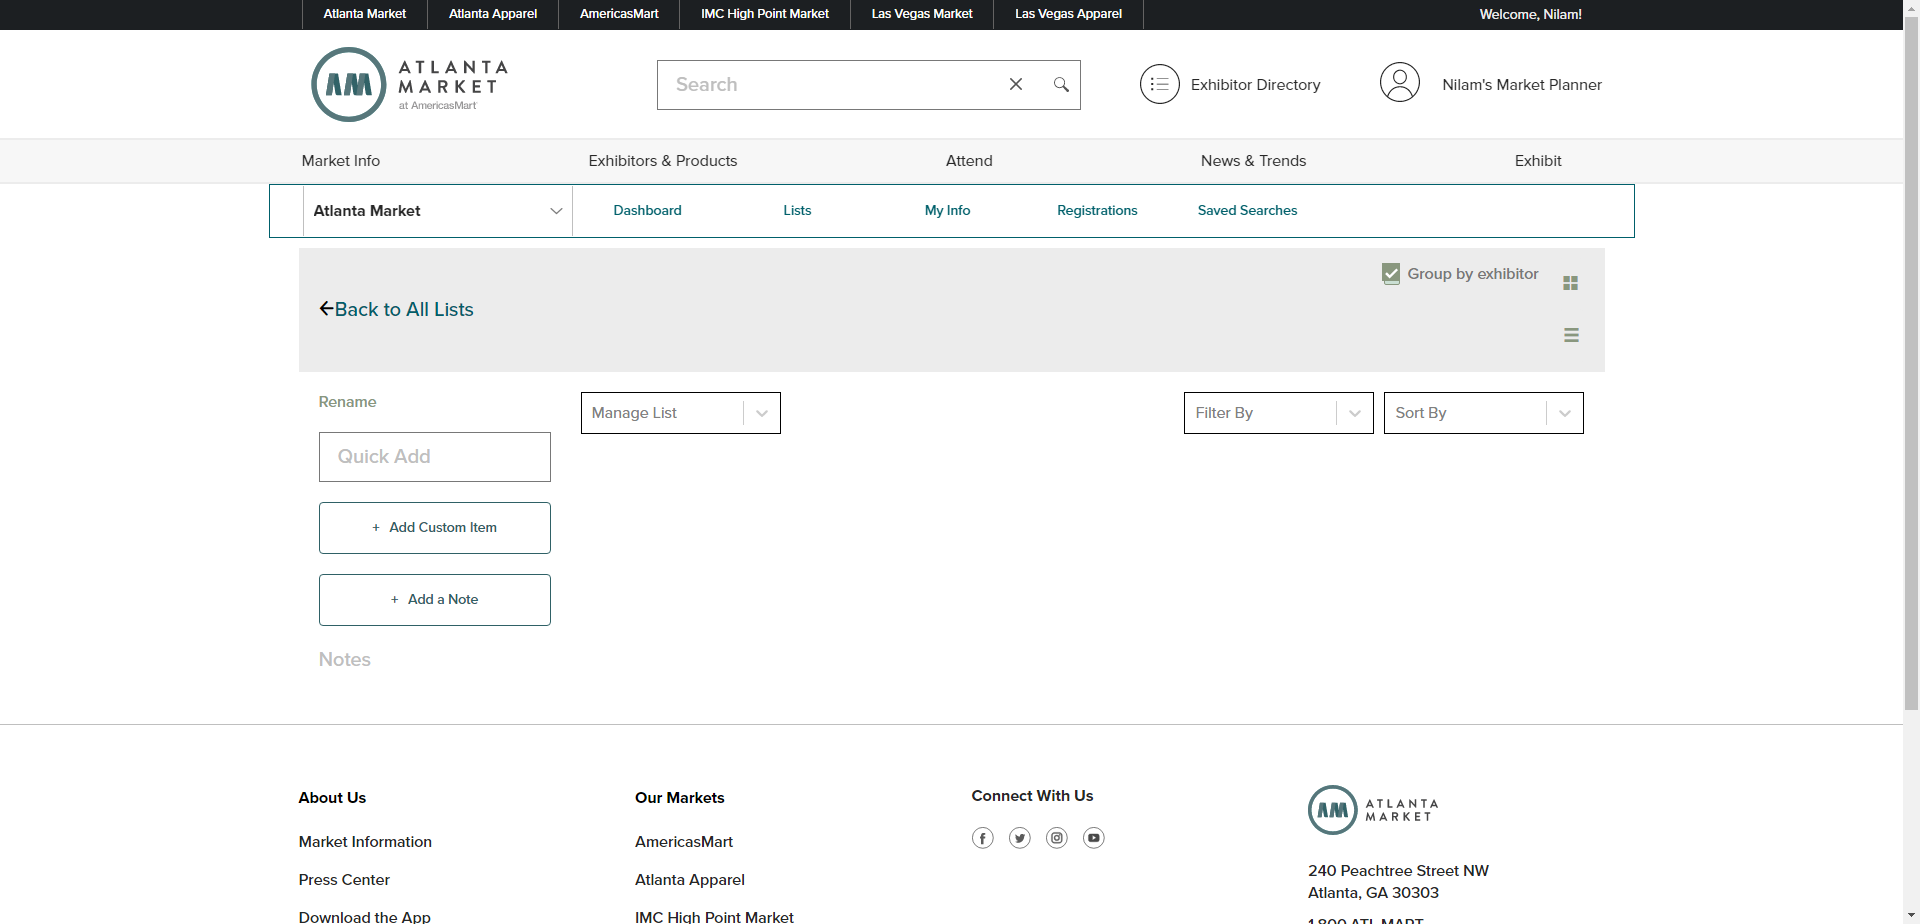 Atlanta Market Atlanta Apparel AmericasMart IMC High Point Market Las Vegas Market Las Vegas Apparel Welcome, Nilam!
AM ATLANTA
MARKET
at AmericasMart
Search
Exhibitor Directory
Nilam's Market Planner
Market Info Exhibitors & Products Attend News & Trends Exhibit
Atlanta Market Dashboard Lists My Info Registrations Saved Searches
Group by exhibitor
Back to All Lists
Rename
Manage List Filter By Sort By
Quick Add
+ Add Custom Item
+ Add a Note
Notes
About Us
Market Information
Press Center
Download the App
Our Markets
AmericasMart
Atlanta Apparel
IMC High Point Market
Connect With Us
AM ATLANTA
MARKET
240 Peachtree Street NW
Atlanta, GA 30303
1.800.ATL.MART